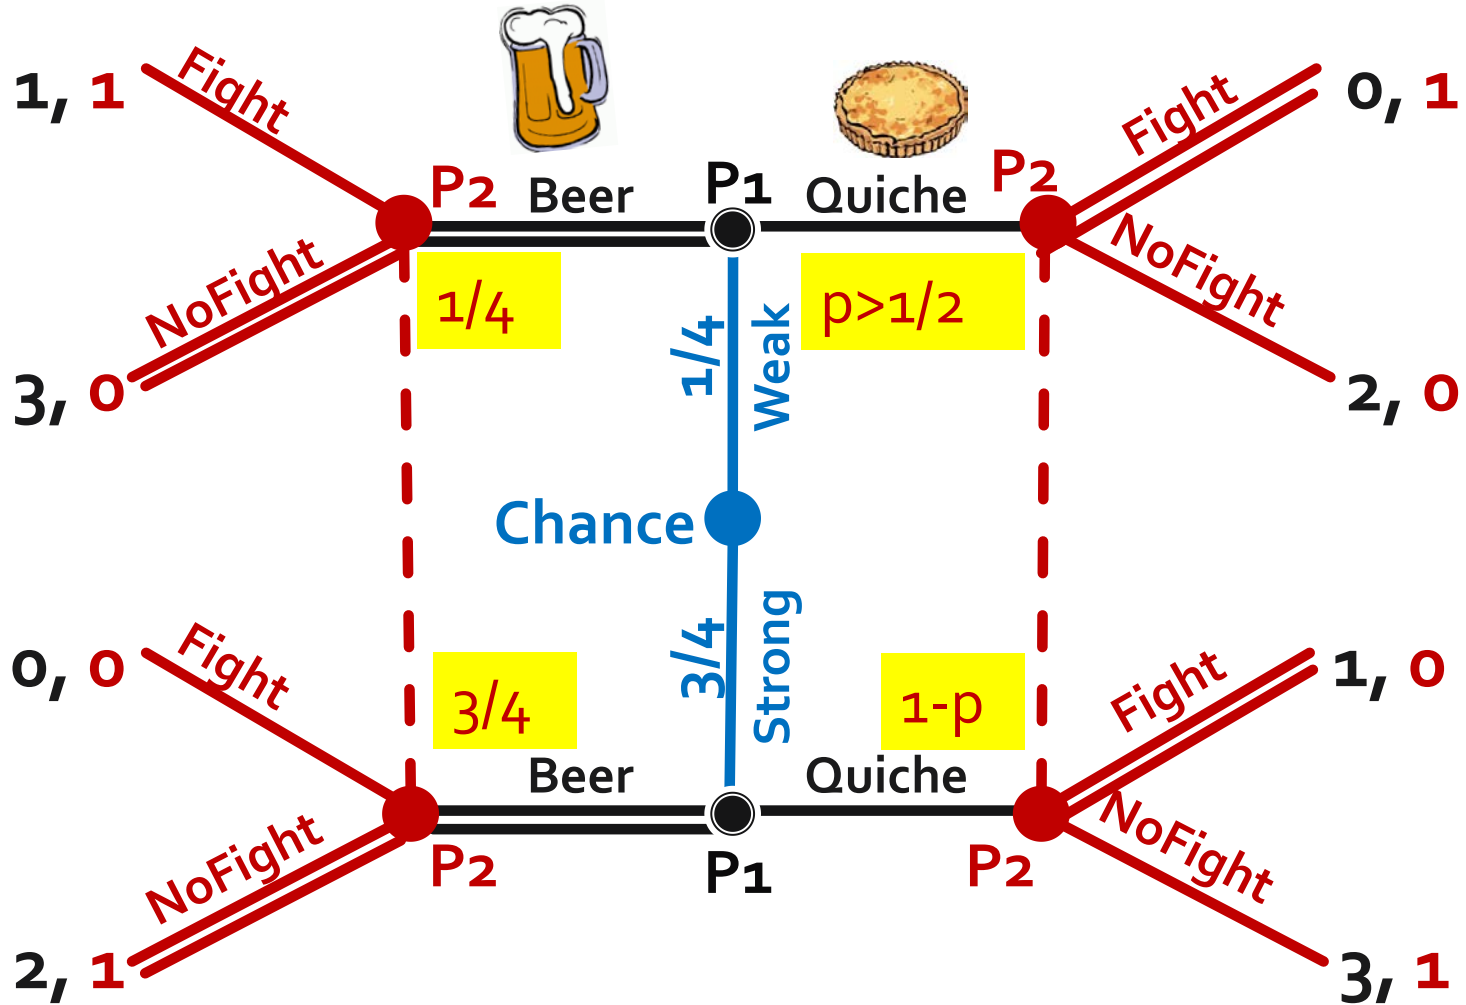 Fight
1, 1
P2
Beer
P1
Quiche
P2
Fight
0, 1
NoFight
3, 0
1/4
1/4
Weak
p>1/2
NoFight
2, 0
Chance
Fight
0, 0
3/4
3/4
Strong
1-p
Fight
1, 0
Beer
Quiche
NoFight
2, 1
P2
P1
P2
NoFight
3, 1